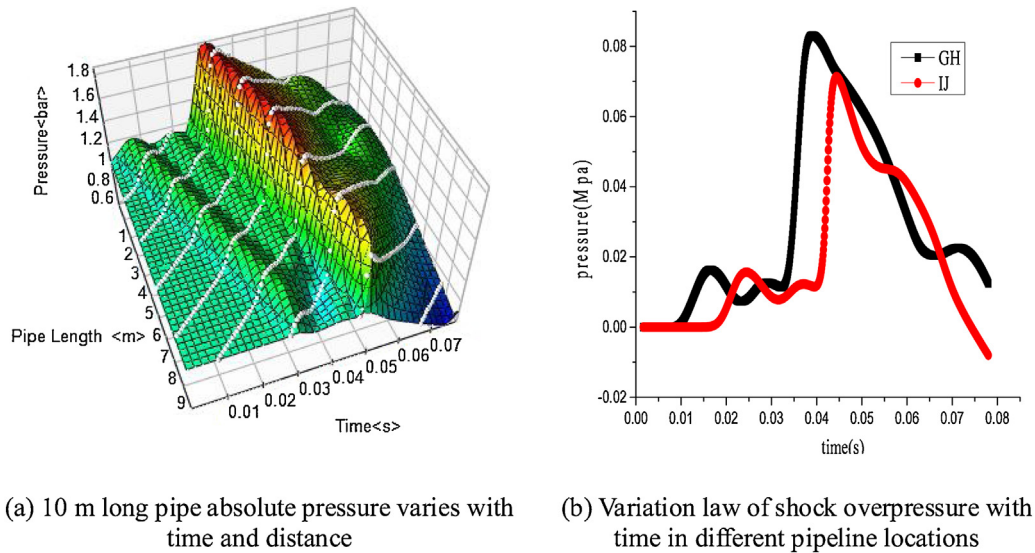 Pressure<bar>
1.8
1.6
1.4
1.2
1
0.8
0.6
1
2
3
4
5
6
7
8
9
Pipe Length <m>
0.01
0.02
0.03
0.04
0.05
0.06
0.07
Time<s>
pressure(M pa)
0.08
0.06
0.04
0.02
0.00
-0.02
GH
IJ
0.00 0.01 0.02 0.03 0.04 0.05 0.06 0.07 0.08
time(s)
(a) 10 m long pipe absolute pressure varies with
time and distance
(b) Variation law of shock overpressure with
time in different pipeline locations